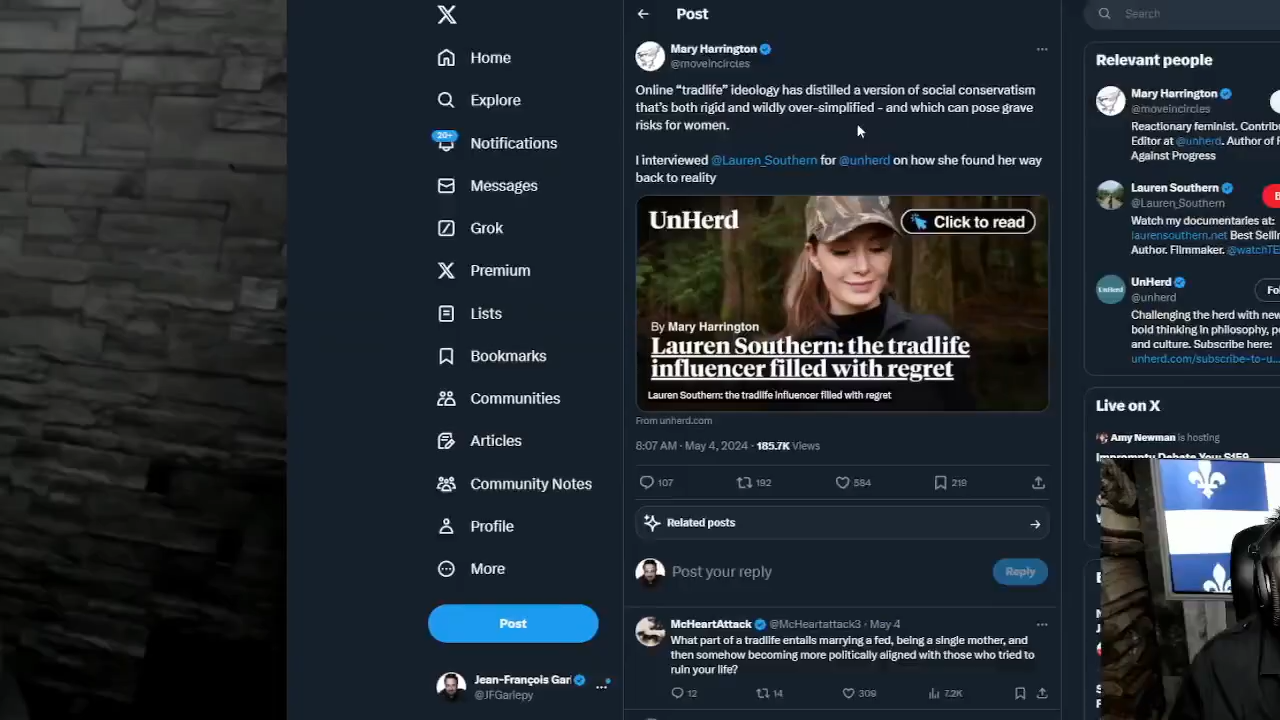 Home
Explore
20+
Notifications
Messages
Grok
Premium
Lists
Bookmarks
Communities
Articles
Community Notes
Profile
More
Post
Jean-François Gari
@JFGariepy
Post
Mary Harrington
@moveincircles
Online “tradlife” ideology has distilled a version of social conservatism
that’s both rigid and wildly over-simplified - and which can pose grave
risks for women.
I interviewed @Lauren_Southern for @unherd on how she found her way
back to reality
UnHerd
Click to read
By Mary Harrington
Lauren Southern: the tradlife
influencer filled with regret
Lauren Southern: the tradlife influencer filled with regret
From unherd.com
8:07 AM · May 4, 2024 · 185.7K Views
107 192 584 219
Related posts
Post your reply
Reply
McHeartAttack @McHeartattack3 · May 4
What part of a tradlife entails marrying a fed, being a single mother, and
then somehow becoming more politically aligned with those who tried to
ruin your life?
12 14 309 7.2K
Search
Relevant people
Mary Harrington
@moveincircles
Reactionary feminist. Contrib
Editor at @unherd. Author of F
Against Progress
Lauren Southern
@Lauren_Southern
Watch my documentaries at:
laurensouthern.net Best Selli
Author. Filmmaker. @watchTE
UnHerd
@unherd
Fo
Challenging the herd with new
bold thinking in philosophy, p
and culture. Subscribe here:
unherd.com/subscribe-to-u...
Live on X
Amy Newman is hosting
Impromptu Debate You: S1F9